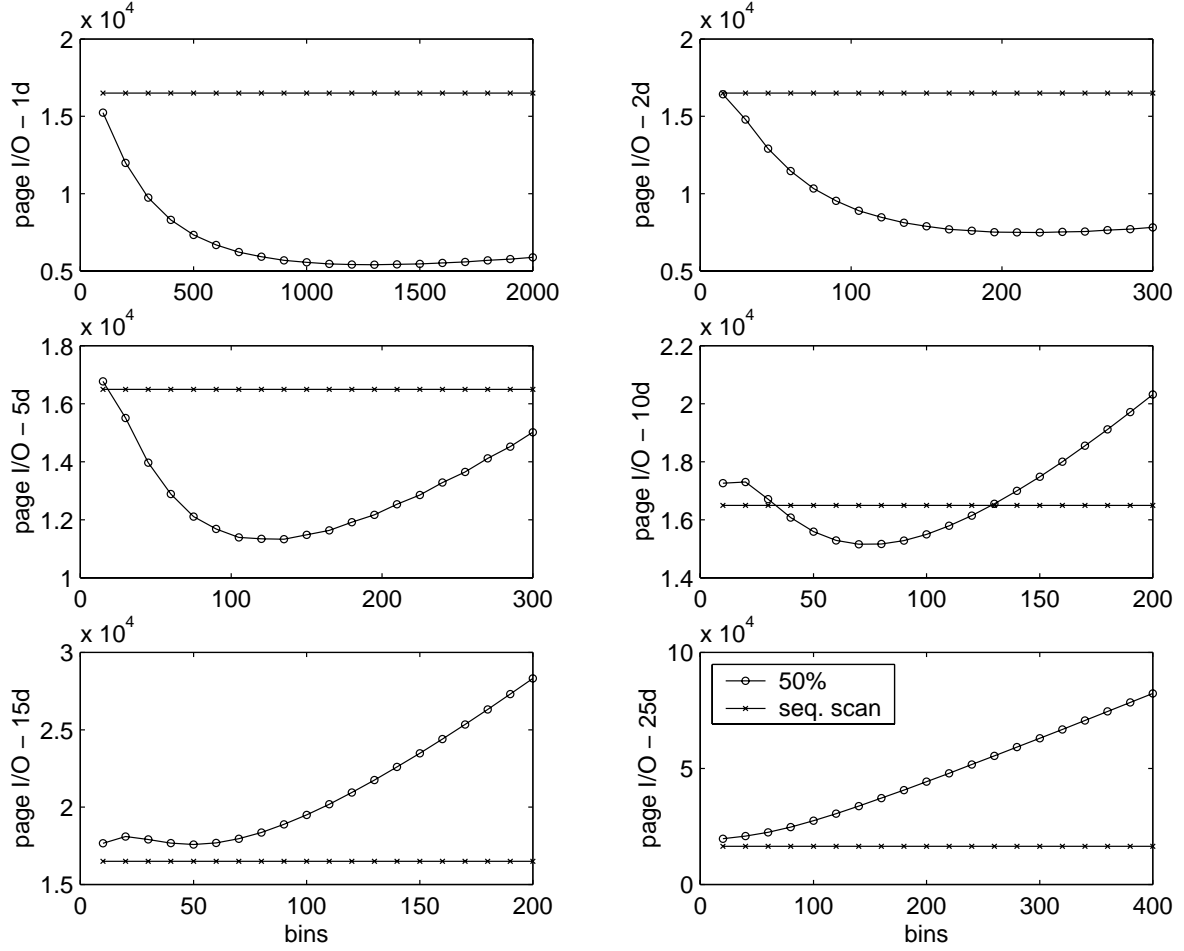 x 10^4
2
1.5
1
0.5
0 500 1000 1500 2000
page I/O − 1d
x 10^4
2
1.5
1
0.5
0 100 200 300
page I/O − 2d
x 10^4
1.8
1.6
1.4
1.2
1
0 100 200 300
page I/O − 5d
x 10^4
2.2
2
1.8
1.6
1.4
0 50 100 150 200
page I/O − 10d
x 10^4
3
2.5
2
1.5
0 50 100 150 200
page I/O − 15d
bins
x 10^4
10
5
0
0 100 200 300 400
page I/O − 25d
bins
50%
seq. scan